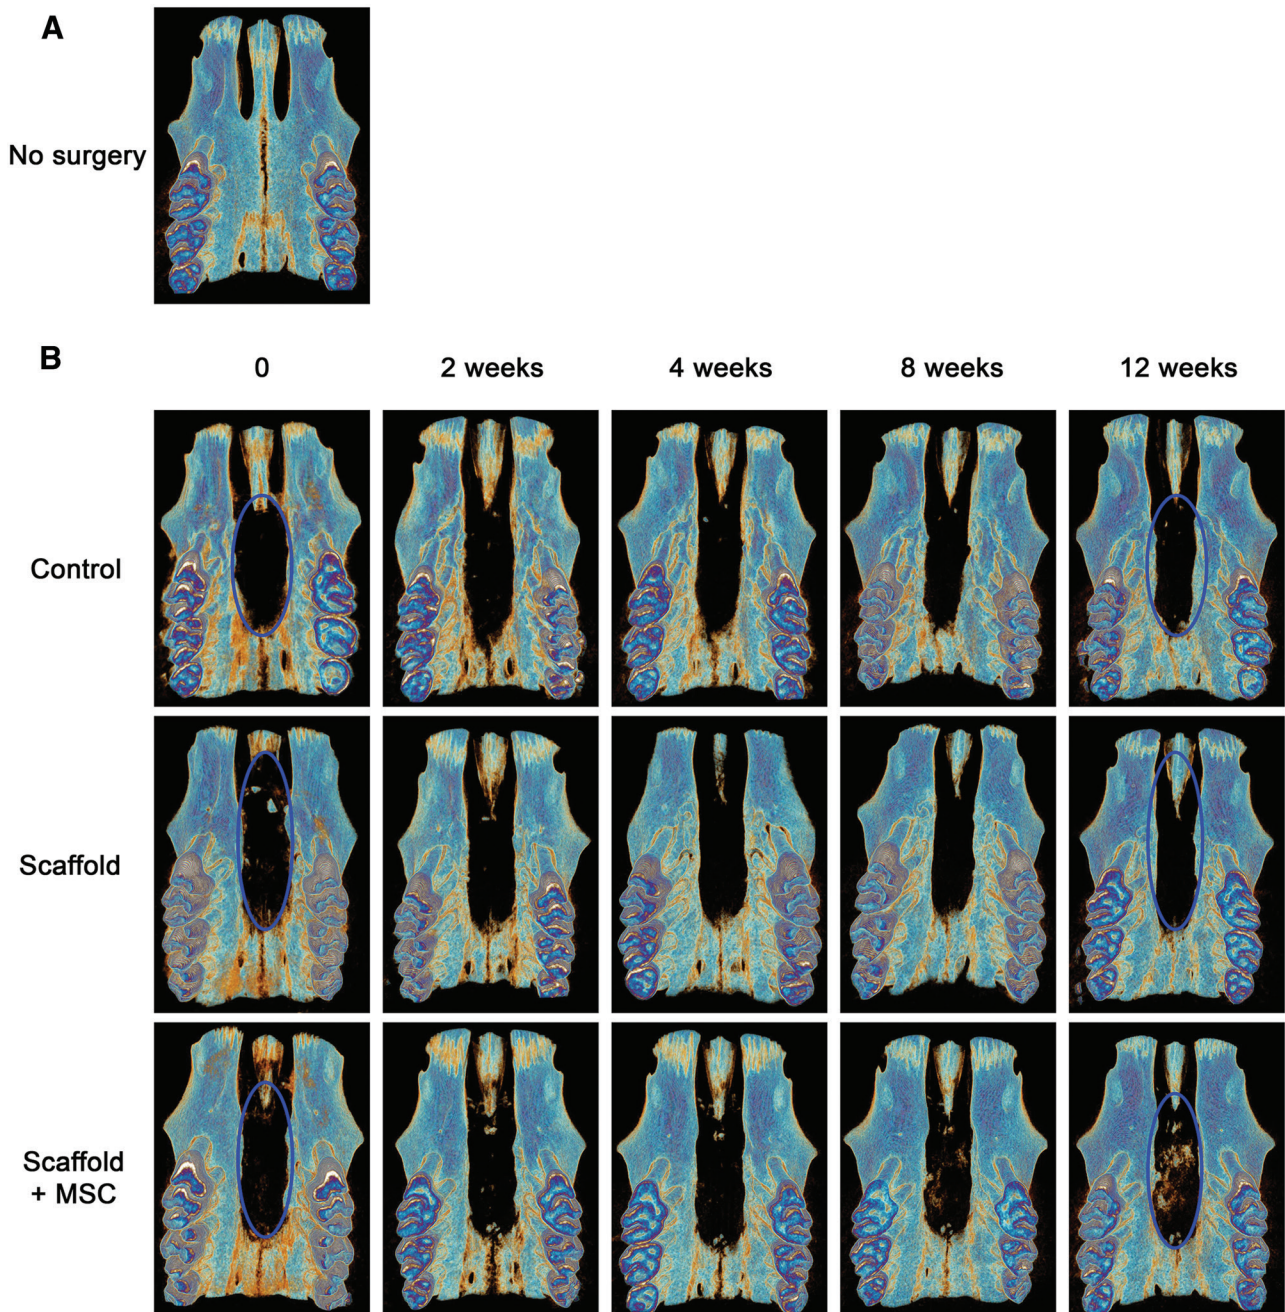 A
No surgery
B
0 2 weeks 4 weeks 8 weeks 12 weeks
Control
Scaffold
Scaffold
+ MSC